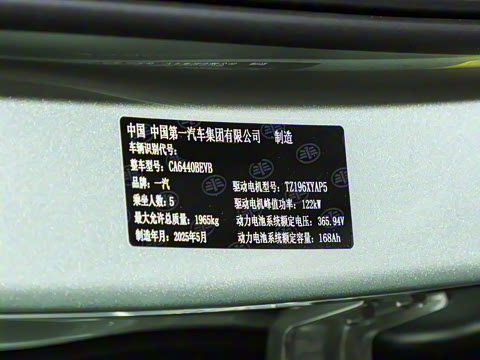 中国 中国第一汽车集团有限公司 制造
车辆识别代号:
整车型号: CA6440BEVB
品牌: 一汽 驱动电机型号: TZ196XYAP5
乘坐人数: 5 驱动电机峰值功率: 122kW
最大允许总质量: 1965kg 动力电池系统额定电压: 365.94V
制造年月: 2025年5月 动力电池系统额定容量: 168Ah